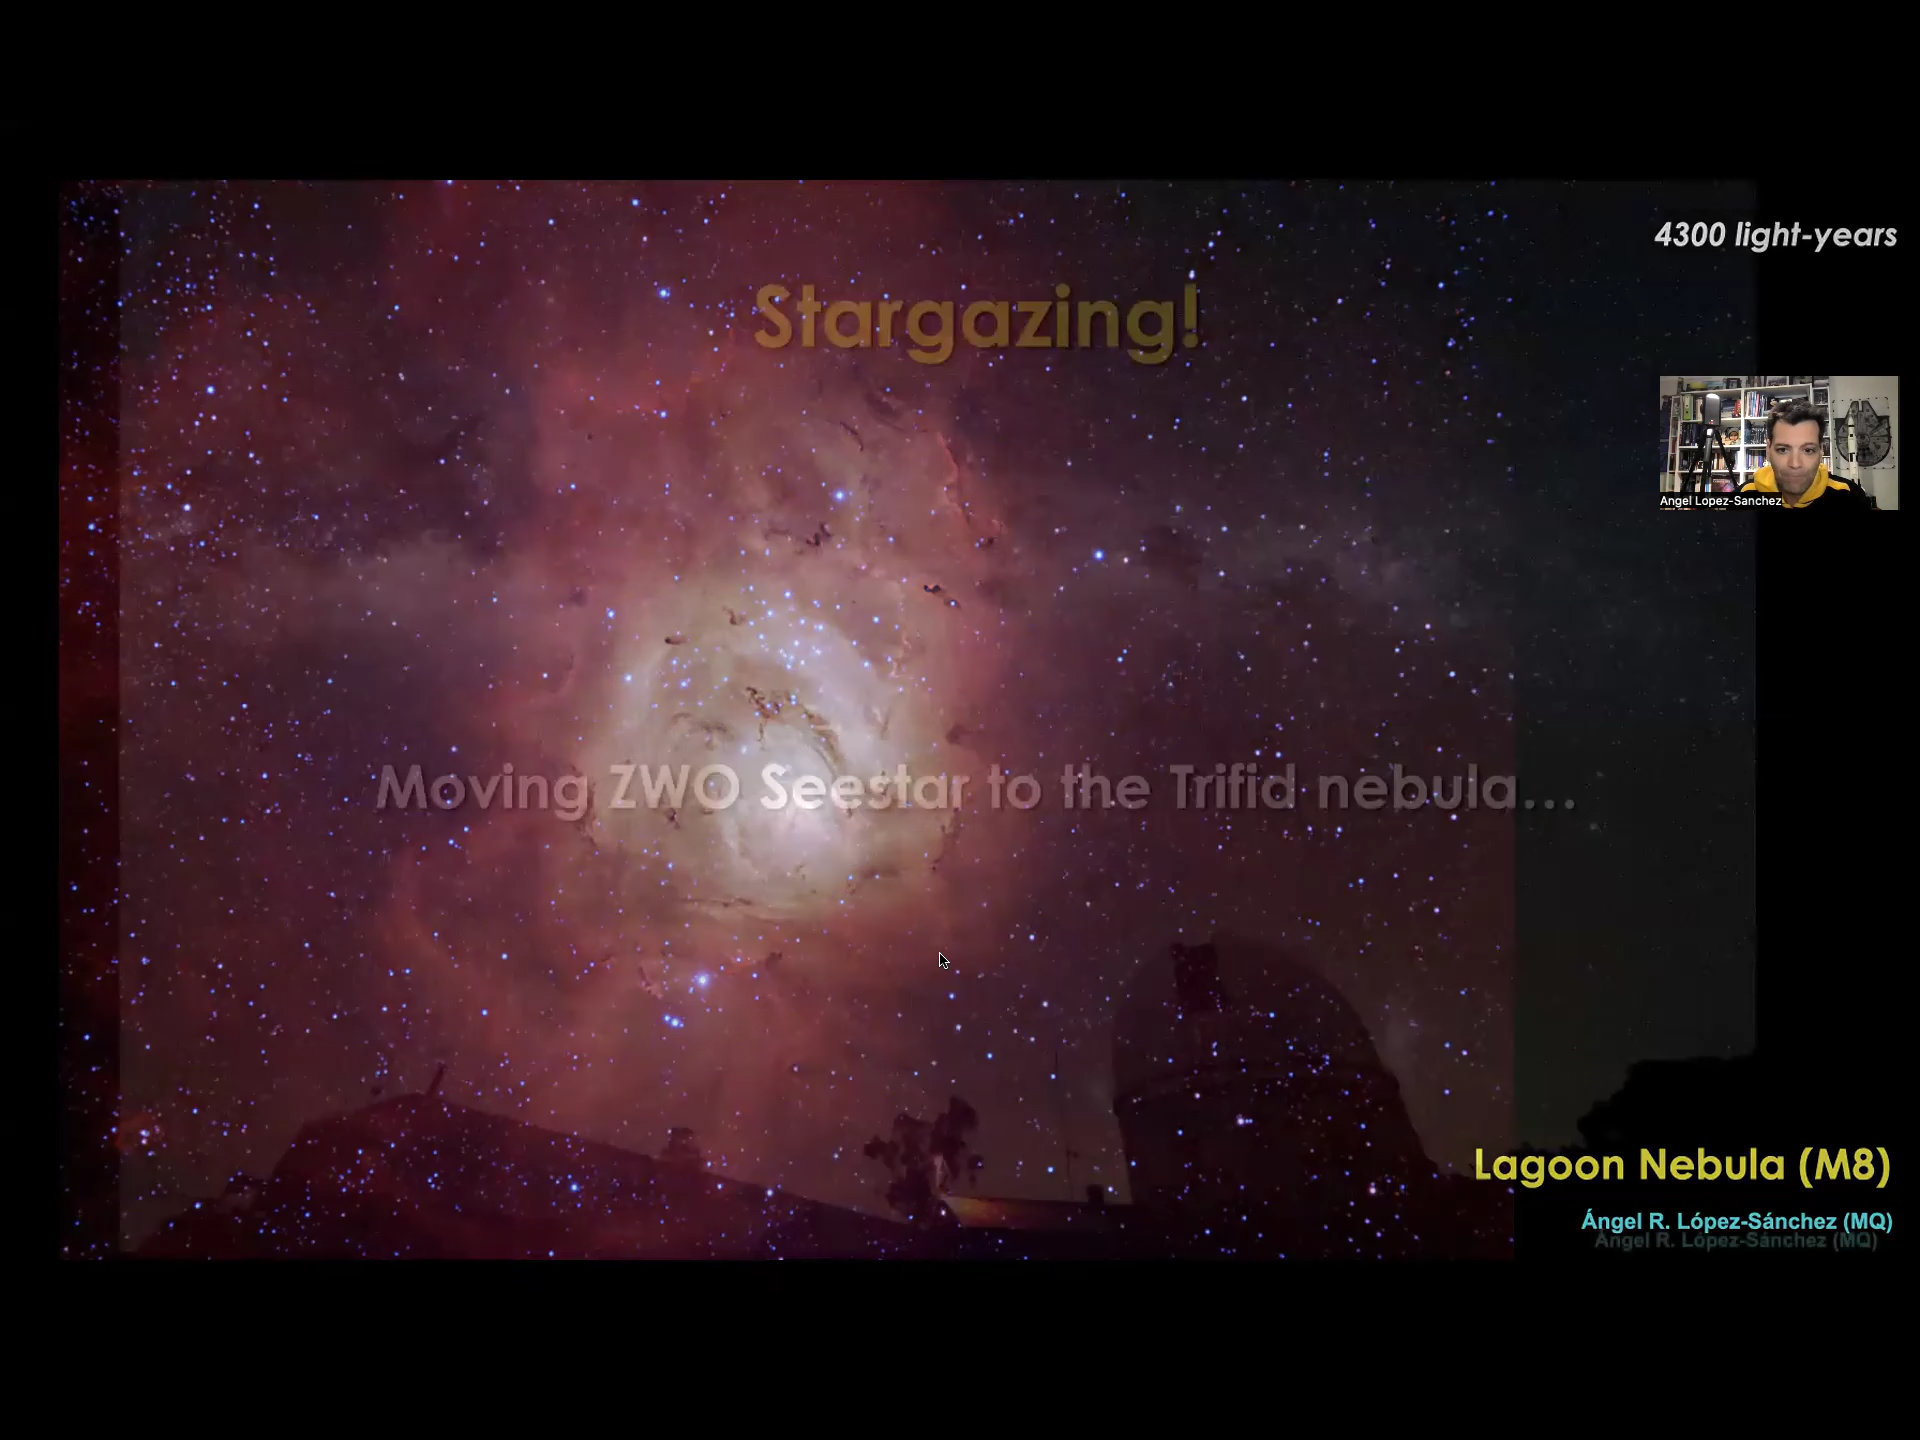 4300 light-years
Stargazing!
Angel Lopez-Sanchez
Moving ZWO Seestar to the Trifid nebula...
Lagoon Nebula (M8)
Ángel R. López-Sánchez (MQ)
Ángel R. López-Sánchez (MQ)